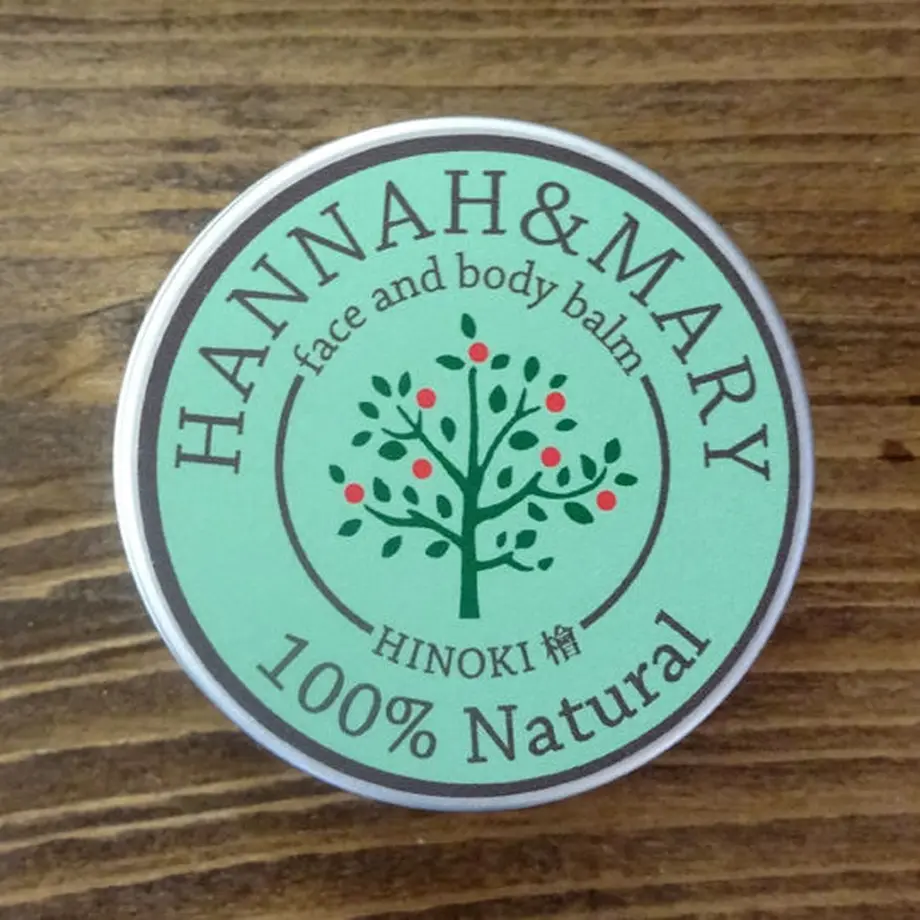 HANNAH&MARY
face and body balm
HINOKI 檜
100% Natural